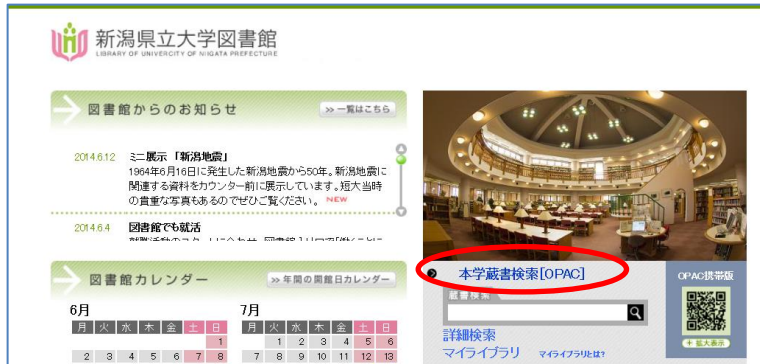 新潟県立大学図書館
LIBRARY OF UNIVERCITY OF NIIGATA PREFECTURE
図書館からのお知らせ
≫ 一覧はこちら
2014.6.12 ミニ展示「新潟地震」
1964年6月16日に発生した新潟地震から50年。新潟地震に
関連する資料をカウンター前に展示しています。短大当時
の貴重な写真もあるのでぜひご覧ください。 NEW
2014.6.4 図書館でも就活
図書館カレンダー
≫ 年間の開館日カレンダー
6月
月 火 水 木 金 土 日
1
2 3 4 5 6 7 8
7月
月 火 水 木 金 土 日
1 2 3 4 5 6
7 8 9 10 11 12 13
本学蔵書検索[OPAC]
蔵書検索
詳細検索
マイライブラリ マイライブラリとは?
OPAC携帯版
+ 拡大表示